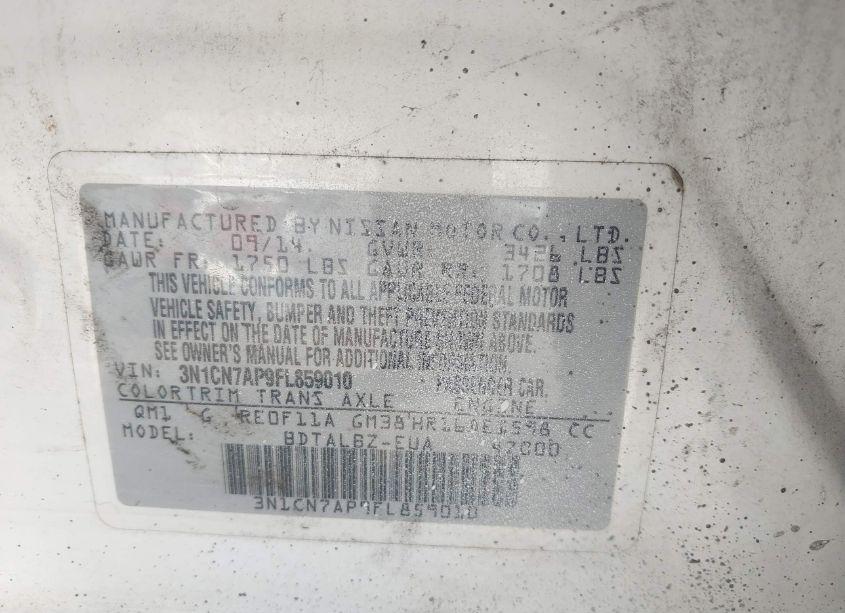 MANUFACTURED BY NISSAN MOTOR CO., LTD.
DATE: 09/14 GVWR 3426 LBS
GAWR FR. 1750 LBS GAWR RR. 1708 LBS
THIS VEHICLE CONFORMS TO ALL APPLICABLE FEDERAL MOTOR
VEHICLE SAFETY, BUMPER AND THEFT PREVENTION STANDARDS
IN EFFECT ON THE DATE OF MANUFACTURE SHOWN ABOVE.
SEE OWNER'S MANUAL FOR ADDITIONAL INFORMATION.
VIN: 3N1CN7AP9FL859010 PASSENGER CAR.
COLOR TRIM TRANS AXLE ENGINE
QM1 G RE0F11A GM38 HR16DE 1598 CC
MODEL: BDTALBZ-EUA
3N1CN7AP9FL859010